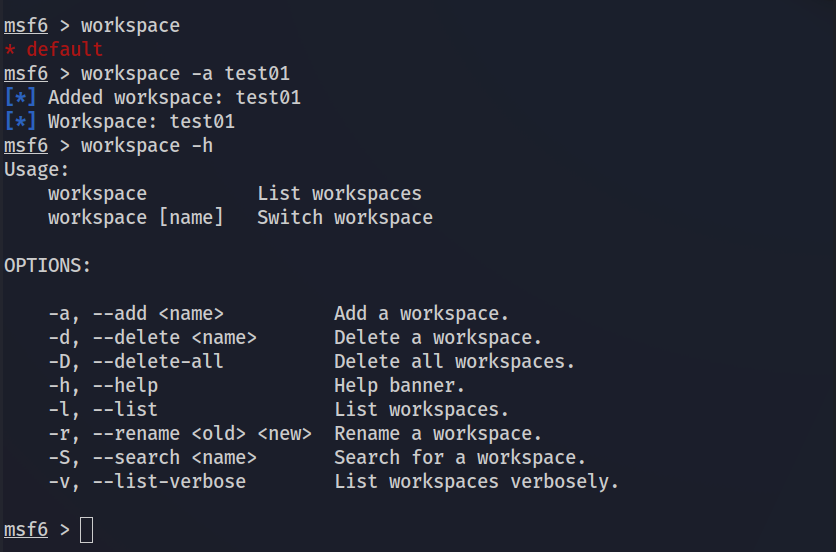 msf6 > workspace
* default
msf6 > workspace -a test01
[*] Added workspace: test01
[*] Workspace: test01
msf6 > workspace -h
Usage:
    workspace          List workspaces
    workspace [name]   Switch workspace

OPTIONS:

    -a, --add <name>          Add a workspace.
    -d, --delete <name>       Delete a workspace.
    -D, --delete-all          Delete all workspaces.
    -h, --help                Help banner.
    -l, --list                List workspaces.
    -r, --rename <old> <new>  Rename a workspace.
    -S, --search <name>       Search for a workspace.
    -v, --list-verbose        List workspaces verbosely.

msf6 >